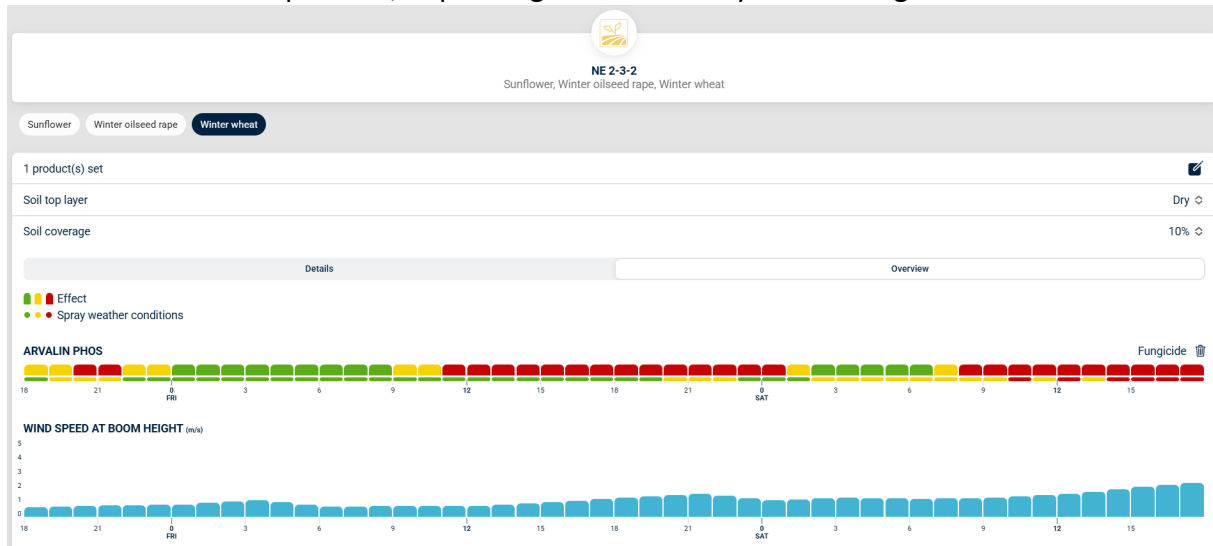 NE 2-3-2
Sunflower, Winter oilseed rape, Winter wheat
Sunflower Winter oilseed rape Winter wheat
1 product(s) set
Soil top layer Dry
Soil coverage 10%
Details Overview
Effect
Spray weather conditions
ARVALIN PHOS Fungicide
18 21 0 3 6 9 12 15 18 21 0 3 6 9 12 15
FRI SAT
WIND SPEED AT BOOM HEIGHT (m/s)
5
4
3
2
1
0
18 21 0 3 6 9 12 15 18 21 0 3 6 9 12 15
FRI SAT